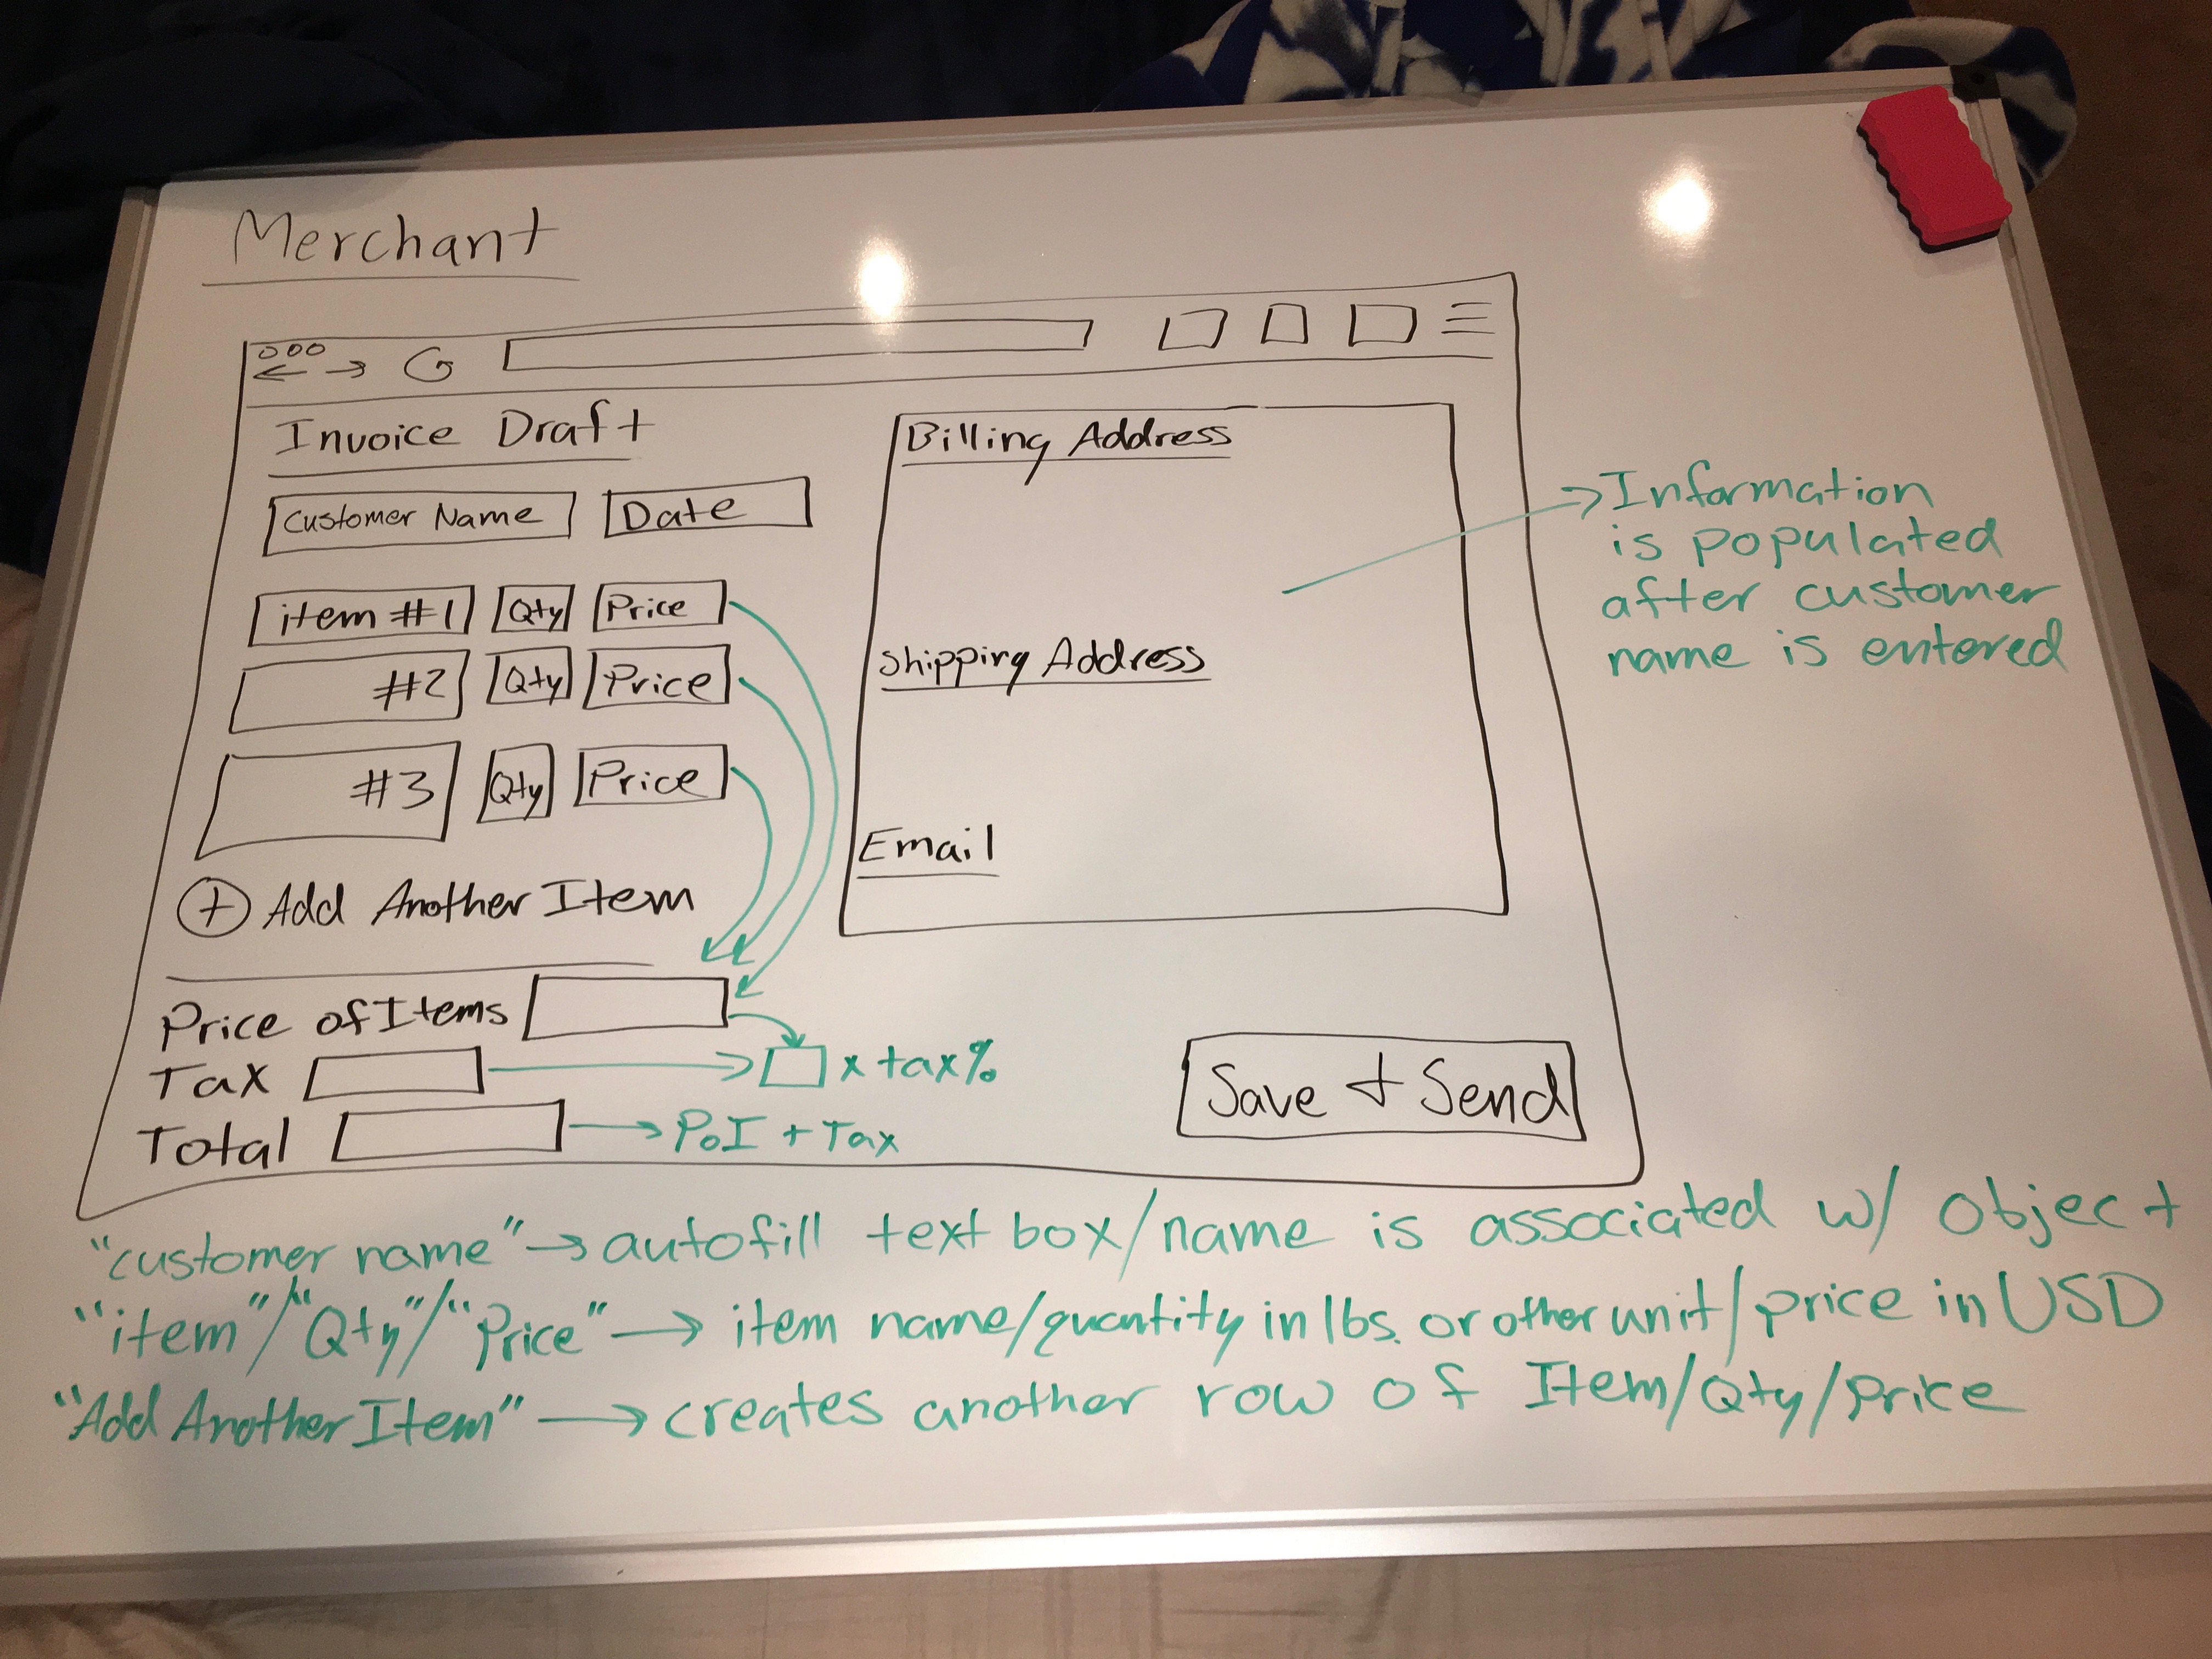 Merchant
Invoice Draft
Customer Name Date
item #1 Qty Price
#2 Qty Price
#3 Qty Price
+ Add Another Item
Price of Items
Tax
x tax%
Total
PoI + Tax
Billing Address
Shipping Address
Email
Save + Send
Information
is populated
after customer
name is entered
"customer name" → autofill text box/name is associated w/ object
"item"/"Qty"/"Price" → item name/quantity in lbs. or other unit/price in USD
"Add Another Item" → creates another row of Item/Qty/Price